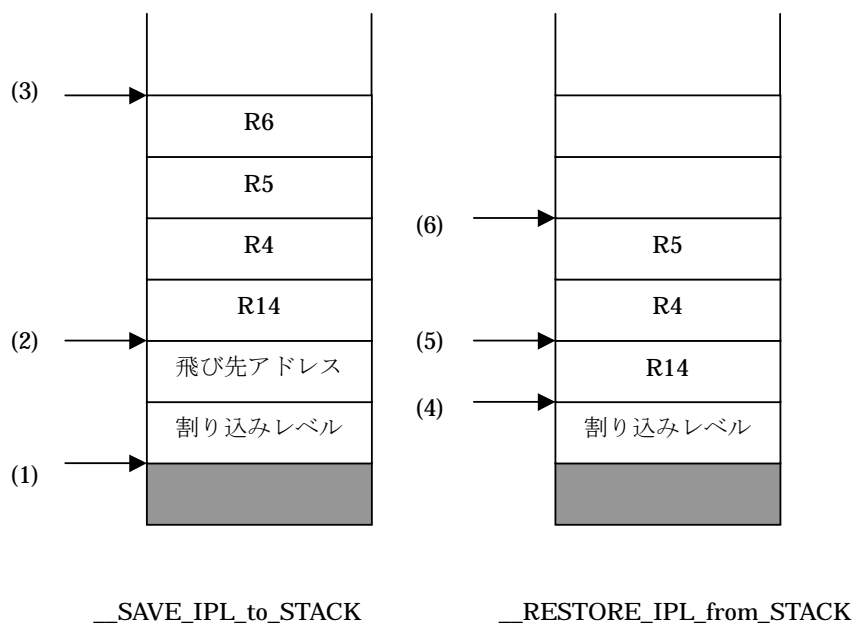 (3)
R6
R5
R4
R14
(2)
飛び先アドレス
割り込みレベル
(1)
__SAVE_IPL_to_STACK
(6)
R5
R4
(5)
R14
(4)
割り込みレベル
__RESTORE_IPL_from_STACK